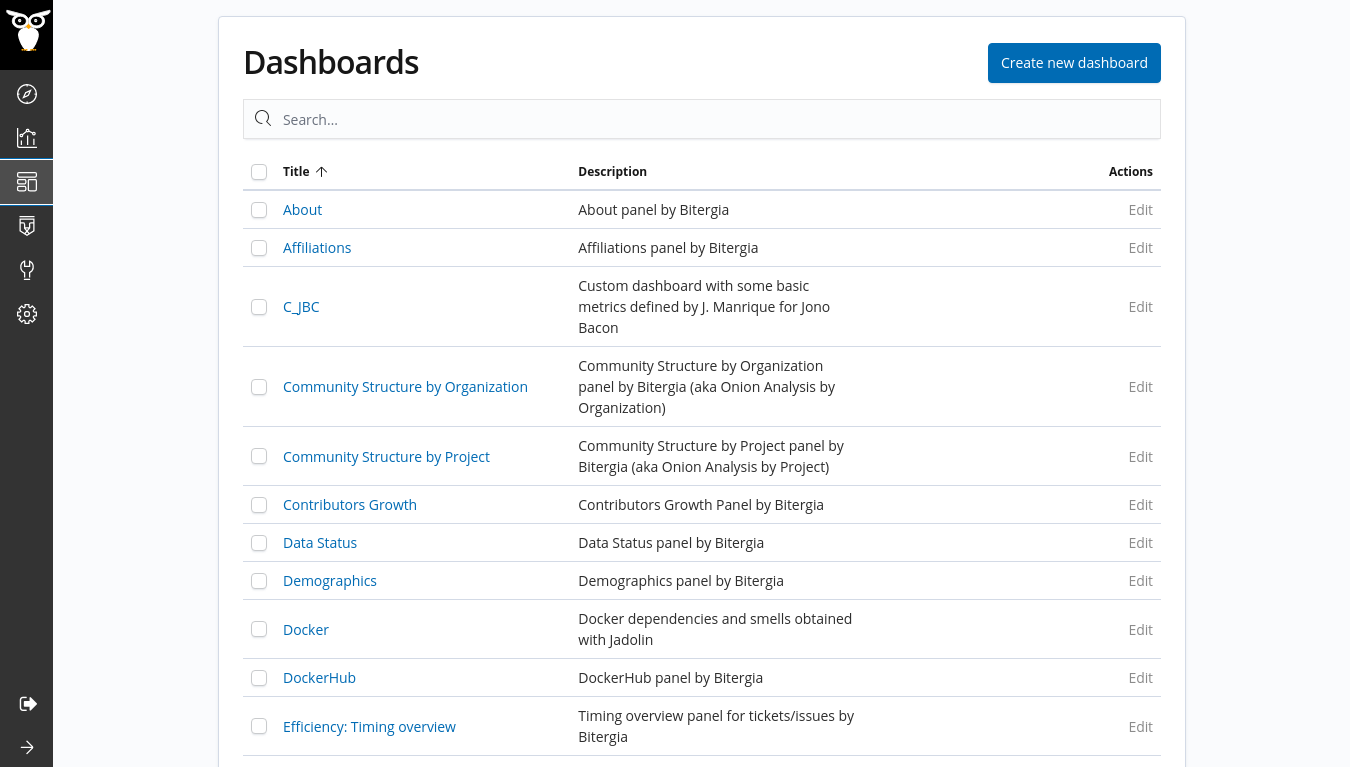 Dashboards
Create new dashboard
Search...
Title Description Actions
About About panel by Bitergia Edit
Affiliations Affiliations panel by Bitergia Edit
Custom dashboard with some basic
C_JBC metrics defined by J. Manrique for Jono Edit
Bacon
Community Structure by Organization
Community Structure by Organization panel by Bitergia (aka Onion Analysis by Edit
Organization)
Community Structure by Project panel by
Community Structure by Project Bitergia (aka Onion Analysis by Project) Edit
Contributors Growth Contributors Growth Panel by Bitergia Edit
Data Status Data Status panel by Bitergia Edit
Demographics Demographics panel by Bitergia Edit
Docker dependencies and smells obtained
Docker with Jadolin Edit
DockerHub DockerHub panel by Bitergia Edit
Timing overview panel for tickets/issues by
Efficiency: Timing overview Bitergia Edit